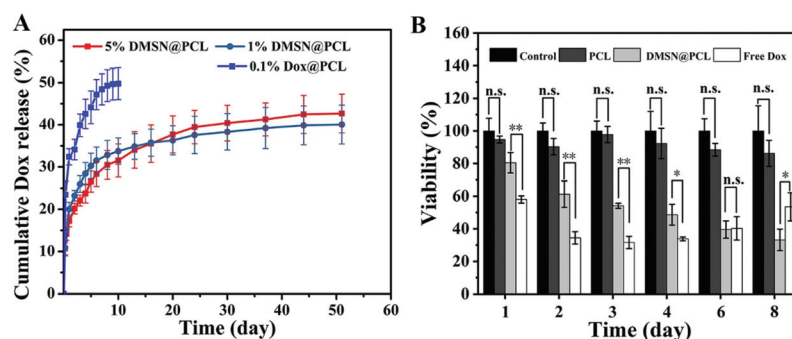 A
5% DMSN@PCL 1% DMSN@PCL
0.1% Dox@PCL
Cumulative Dox release (%)
60
50
40
30
20
10
0
0 10 20 30 40 50 60
Time (day)
B
Control PCL DMSN@PCL Free Dox
Viability (%)
160
140
120
100
80
60
40
20
0
n.s. n.s. n.s. n.s. n.s. n.s.
** ** ** * n.s. *
1 2 3 4 6 8
Time (day)